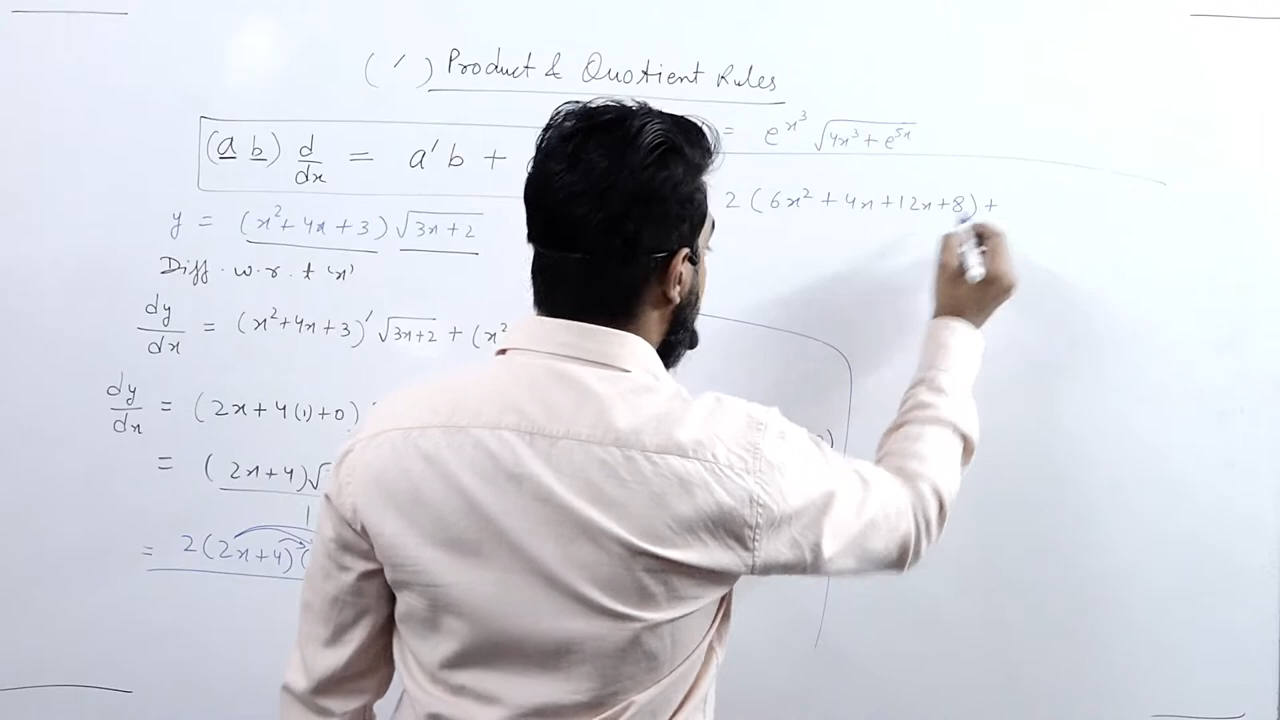 (′) Product & Quotient Rules
(a b) d/dx = a′b +
= e^x³ √(4x³ + e^5x)
y = (x²+4x+3) √(3x+2)
2(6x²+4x+12x+8)+
Diff. w.r.t 'x'
dy/dx = (x²+4x+3)′ √(3x+2) + (x²
dy/dx = (2x+4(1)+0)
= (2x+4)√
1
= 2(2x+4)(